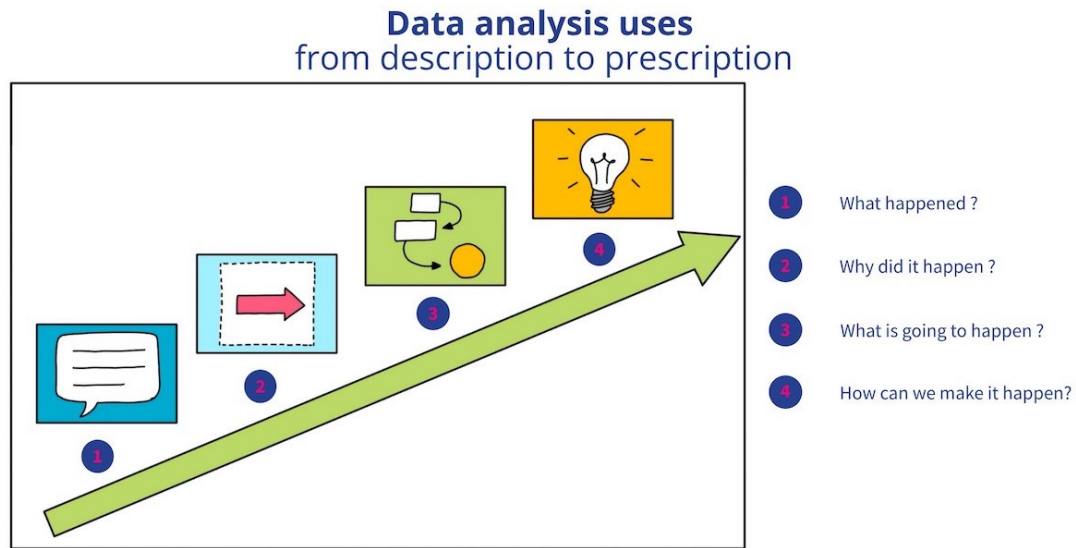 Data analysis uses
from description to prescription
4
3
2
1
1 What happened ?
2 Why did it happen ?
3 What is going to happen ?
4 How can we make it happen?